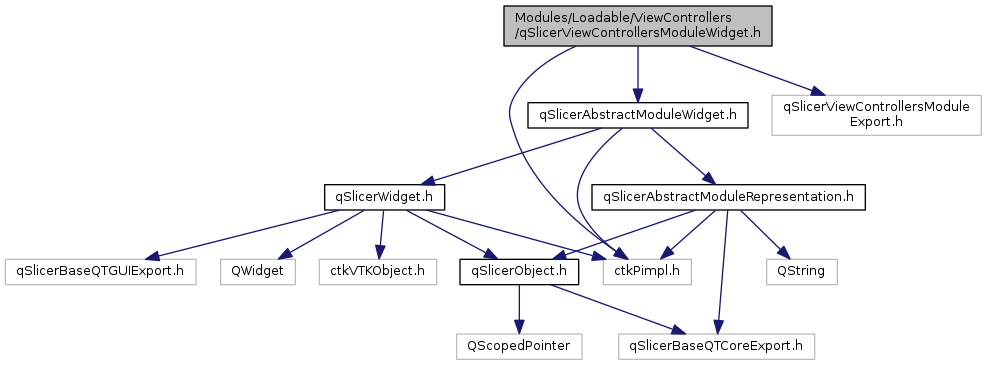 Modules/Loadable/ViewControllers
/qSlicerViewControllersModuleWidget.h
qSlicerViewControllersModule
Export.h
qSlicerAbstractModuleWidget.h
qSlicerWidget.h
qSlicerAbstractModuleRepresentation.h
qSlicerBaseQTGUIExport.h
QWidget
ctkVTKObject.h
qSlicerObject.h
ctkPimpl.h
QString
QScopedPointer
qSlicerBaseQTCoreExport.h